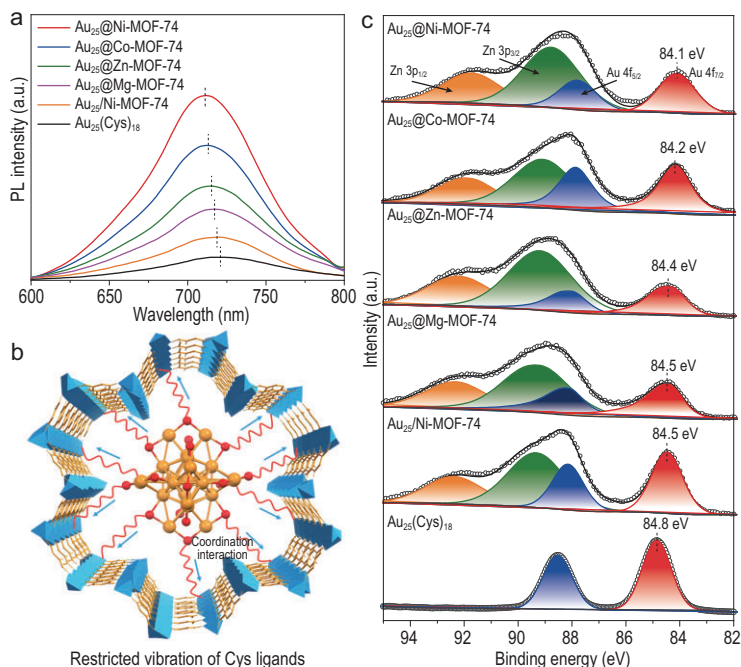 a
Au₂₅@Ni-MOF-74
Au₂₅@Co-MOF-74
Au₂₅@Zn-MOF-74
Au₂₅@Mg-MOF-74
Au₂₅/Ni-MOF-74
Au₂₅(Cys)₁₈
PL intensity (a.u.)
600 650 700 750 800
Wavelength (nm)
b
Coordination
interaction
Restricted vibration of Cys ligands
c
Au₂₅@Ni-MOF-74
Zn 3p₁/₂
Zn 3p₃/₂
Au 4f₅/₂
84.1 eV
Au 4f₇/₂
Au₂₅@Co-MOF-74
84.2 eV
Au₂₅@Zn-MOF-74
84.4 eV
Au₂₅@Mg-MOF-74
84.5 eV
Au₂₅/Ni-MOF-74
84.5 eV
Au₂₅(Cys)₁₈
84.8 eV
Intensity (a.u.)
95 94 92 90 88 86 84 82
Binding energy (eV)